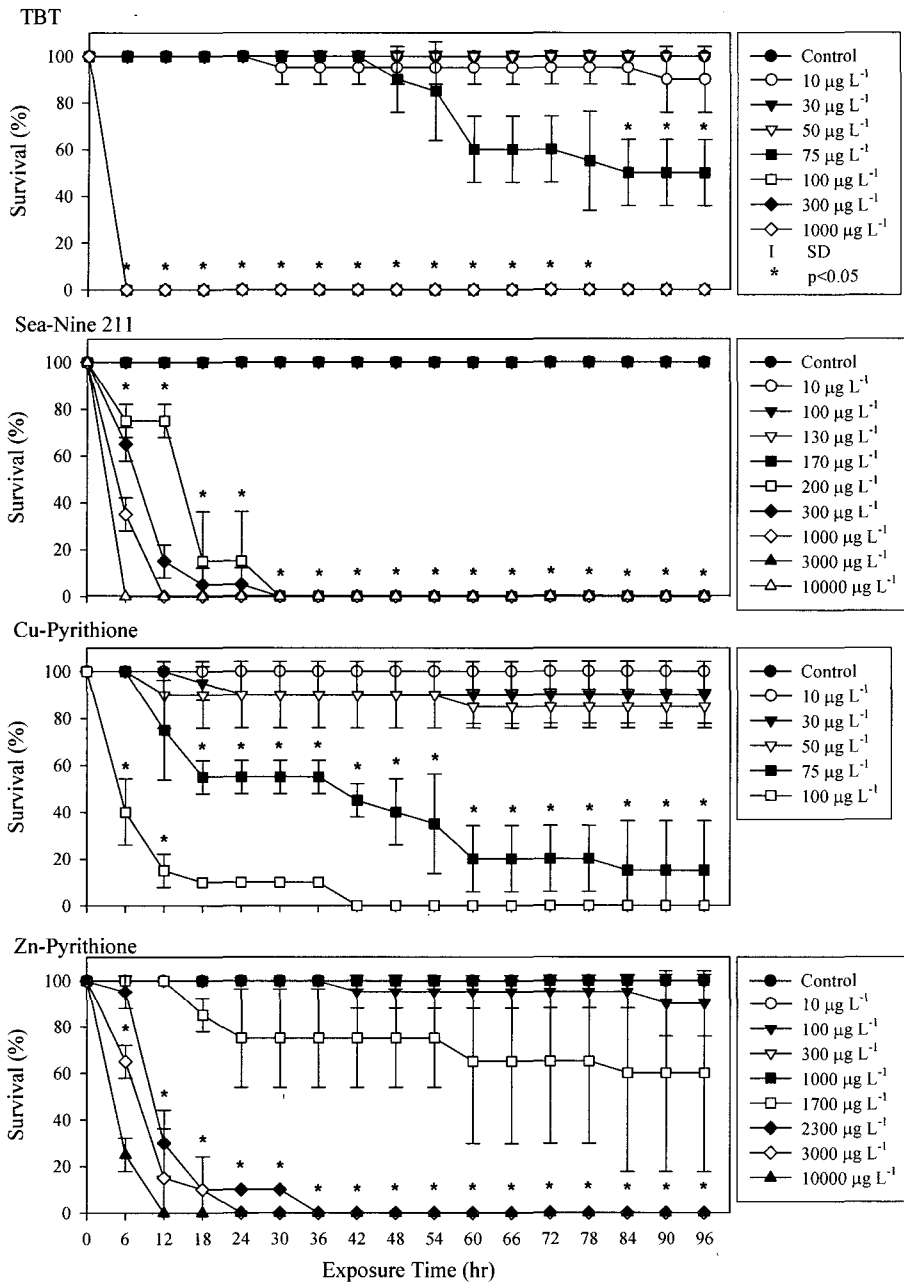 TBT
Survival (%)
100
80
60
40
20
0
* * * * * * * * * * * * *
* * *
Control
10 µg L⁻¹
30 µg L⁻¹
50 µg L⁻¹
75 µg L⁻¹
100 µg L⁻¹
300 µg L⁻¹
1000 µg L⁻¹
I SD
* p<0.05
Sea-Nine 211
Survival (%)
100
80
60
40
20
0
* *
* *
* * * * * * * * * * * *
Control
10 µg L⁻¹
100 µg L⁻¹
130 µg L⁻¹
170 µg L⁻¹
200 µg L⁻¹
300 µg L⁻¹
1000 µg L⁻¹
3000 µg L⁻¹
10000 µg L⁻¹
Cu-Pyrithione
Survival (%)
100
80
60
40
20
0
* * * * * * * * * * * * * * * *
Control
10 µg L⁻¹
30 µg L⁻¹
50 µg L⁻¹
75 µg L⁻¹
100 µg L⁻¹
Zn-Pyrithione
Survival (%)
100
80
60
40
20
0
* * * * * * * * * * * * * * * *
Control
10 µg L⁻¹
100 µg L⁻¹
300 µg L⁻¹
1000 µg L⁻¹
1700 µg L⁻¹
2300 µg L⁻¹
3000 µg L⁻¹
10000 µg L⁻¹
0 6 12 18 24 30 36 42 48 54 60 66 72 78 84 90 96
Exposure Time (hr)